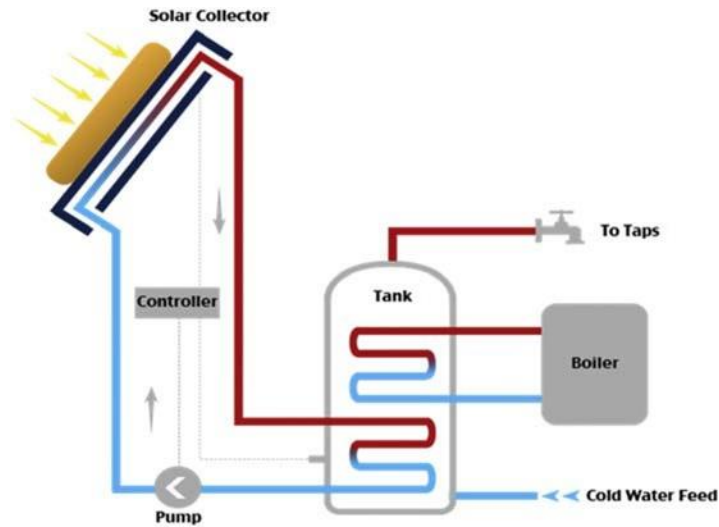 Solar Collector
To Taps
Tank
Controller
Boiler
Cold Water Feed
Pump